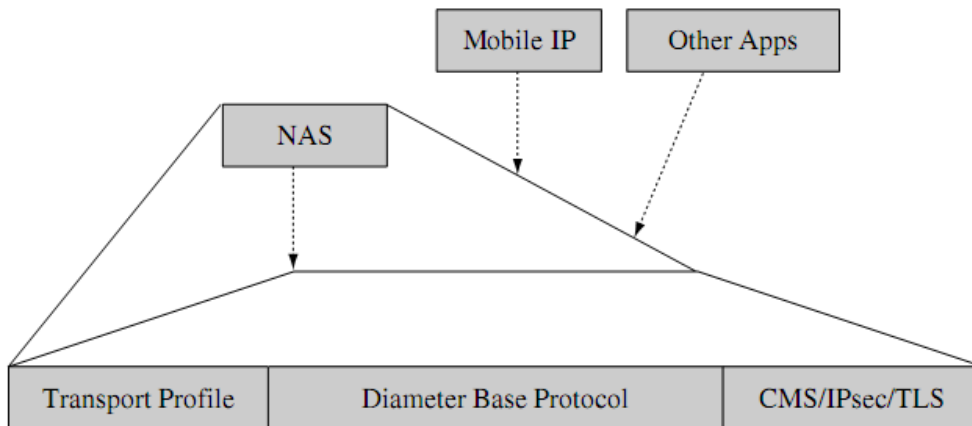 Mobile IP
Other Apps
NAS
Transport Profile
Diameter Base Protocol
CMS/IPsec/TLS